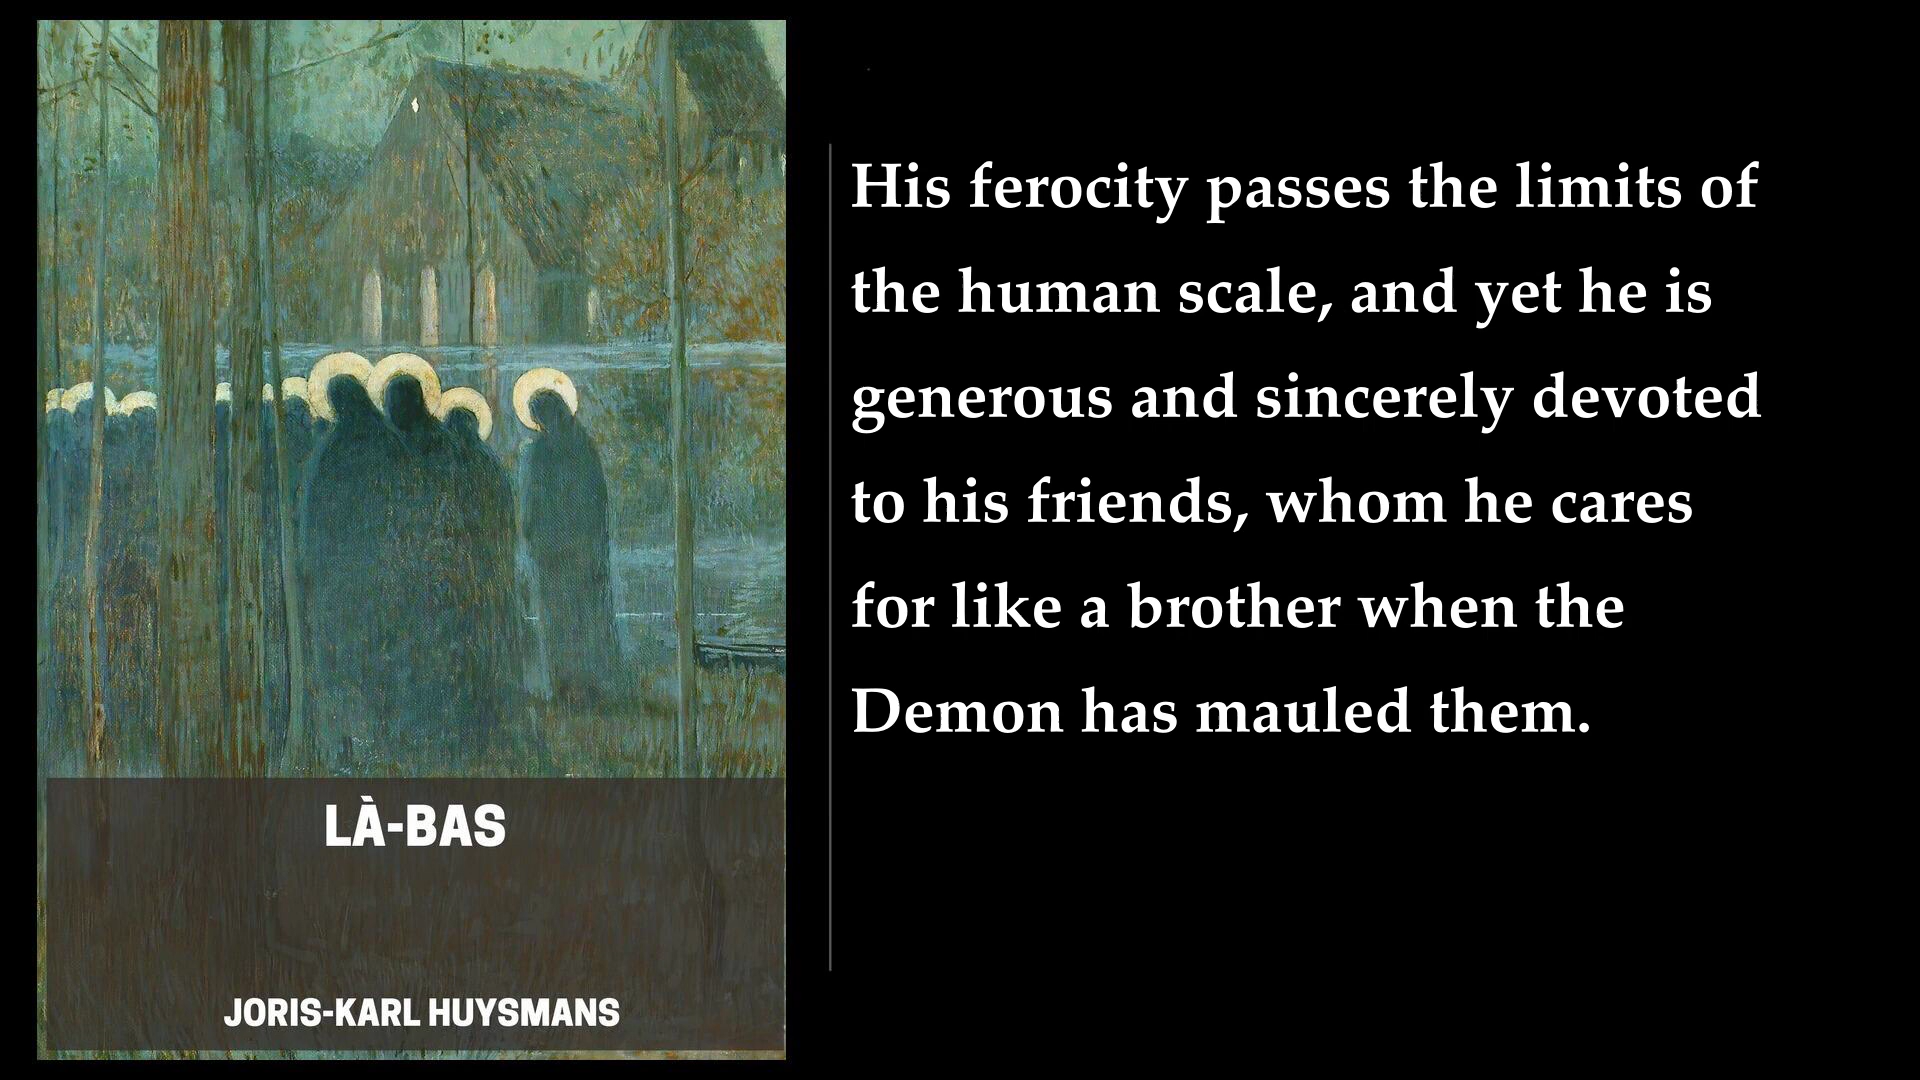 LÀ-BAS
JORIS-KARL HUYSMANS
His ferocity passes the limits of
the human scale, and yet he is
generous and sincerely devoted
to his friends, whom he cares
for like a brother when the
Demon has mauled them.